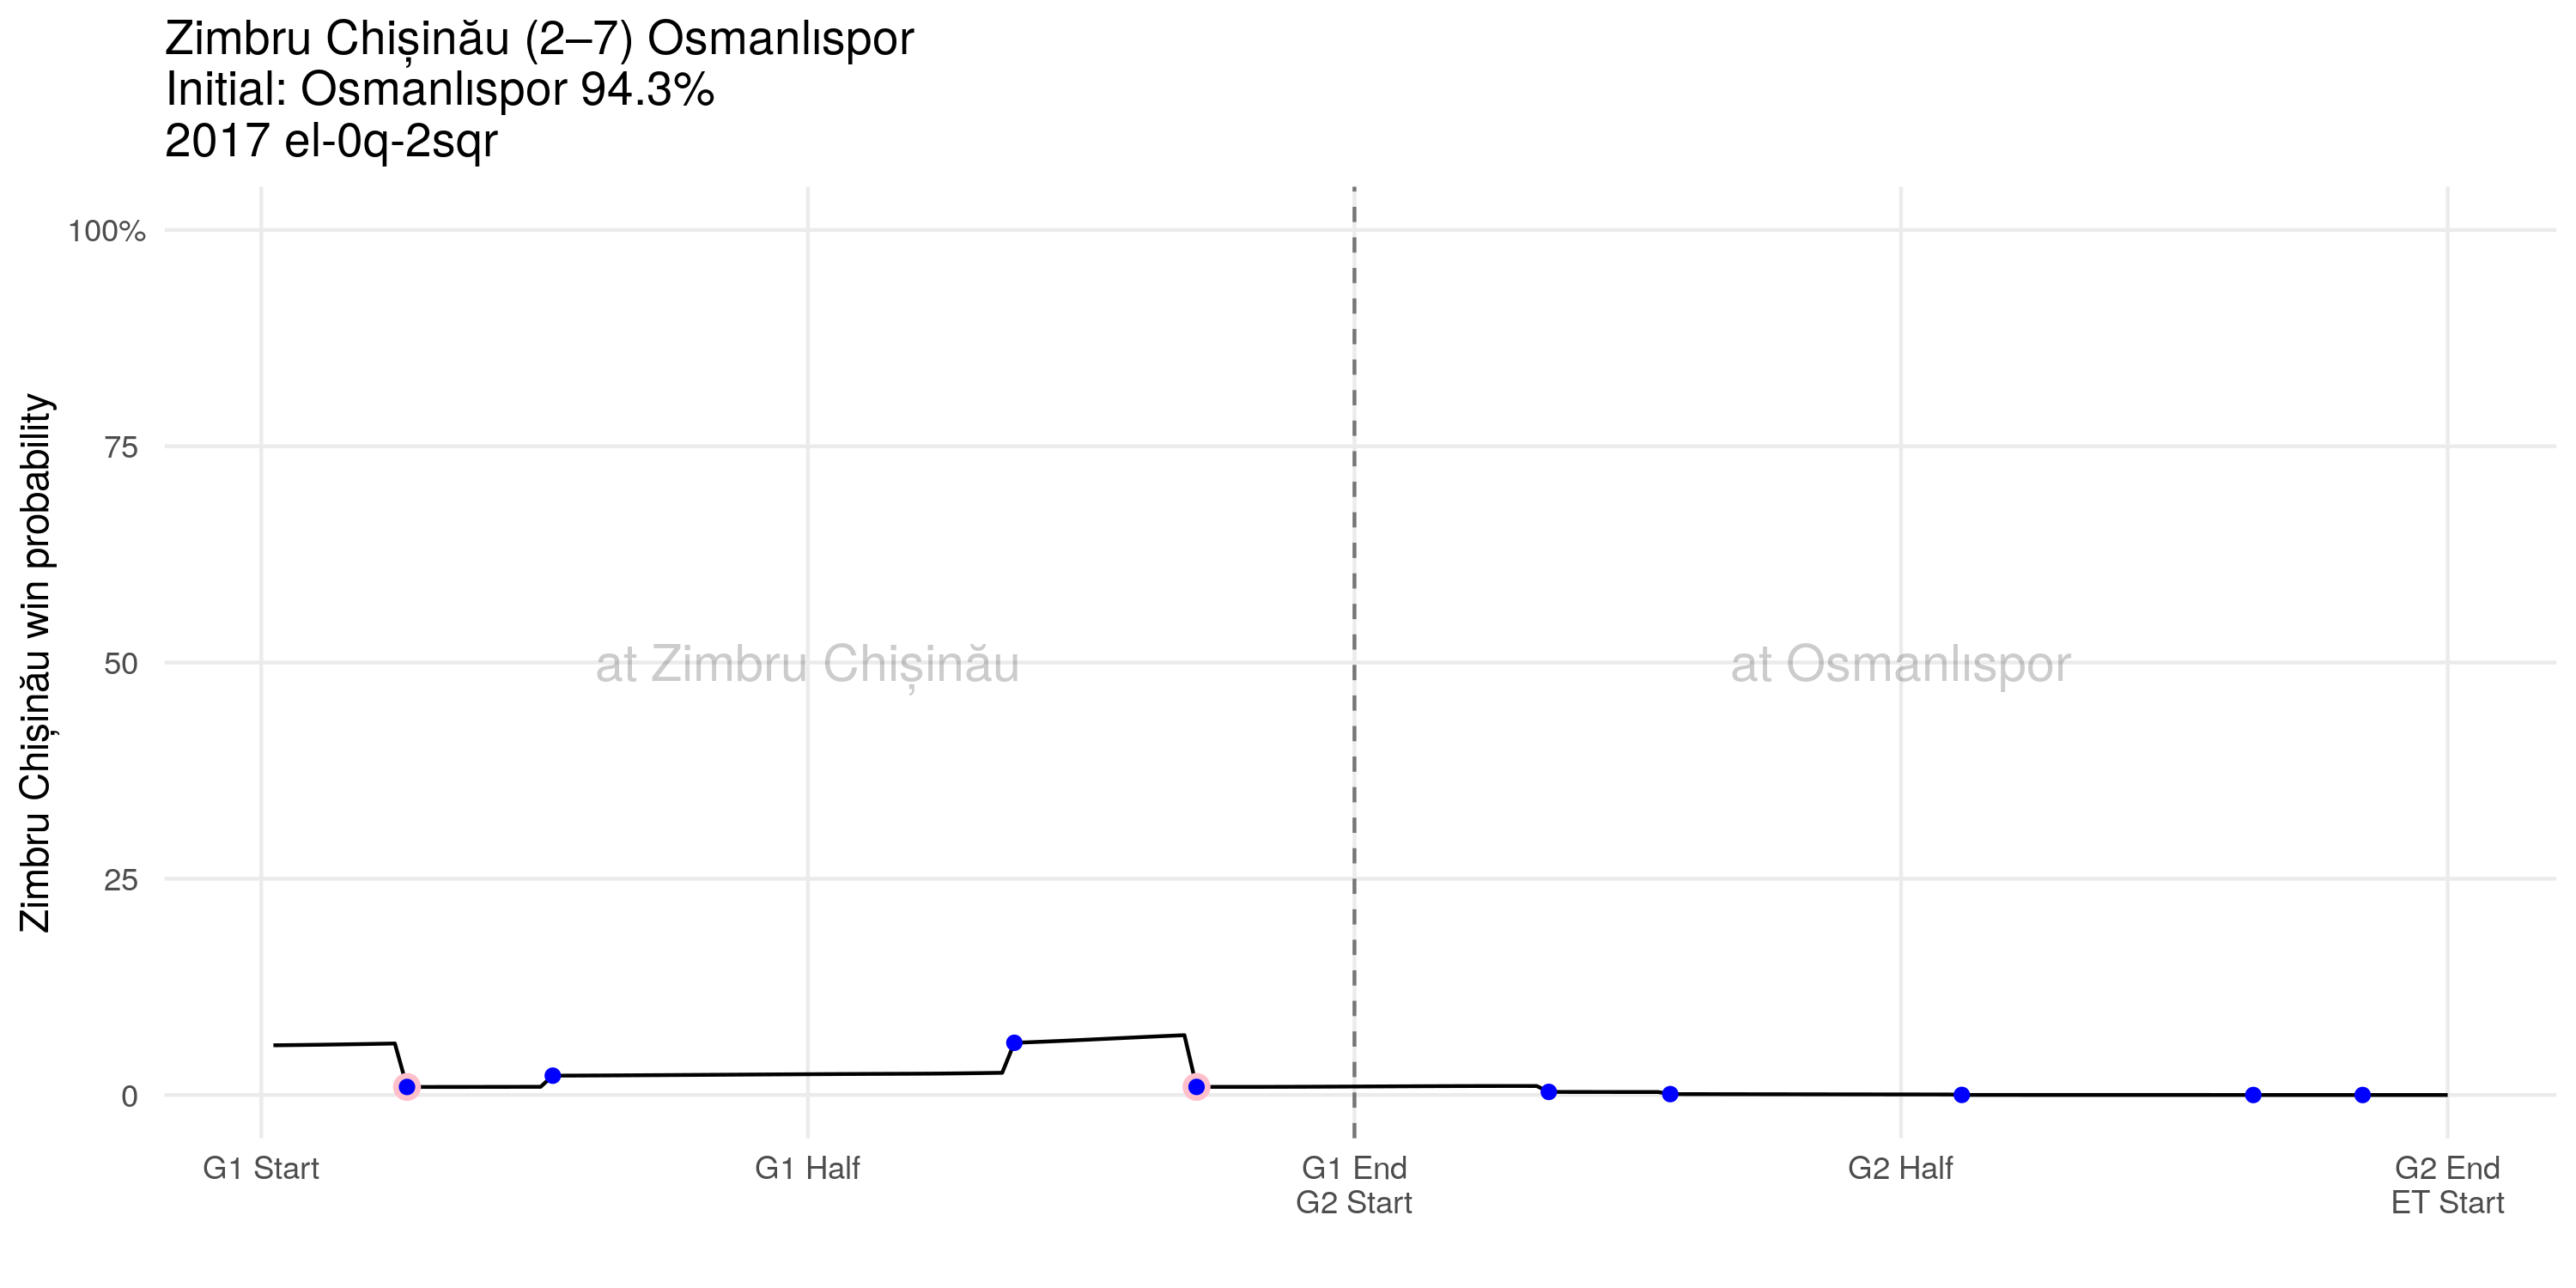 Zimbru Chișinău (2–7) Osmanlıspor
Initial: Osmanlıspor 94.3%
2017 el-0q-2sqr
Zimbru Chișinău win probability
100%
75
50
25
0
at Zimbru Chișinău
at Osmanlıspor
G1 Start
G1 Half
G1 End
G2 Start
G2 Half
G2 End
ET Start